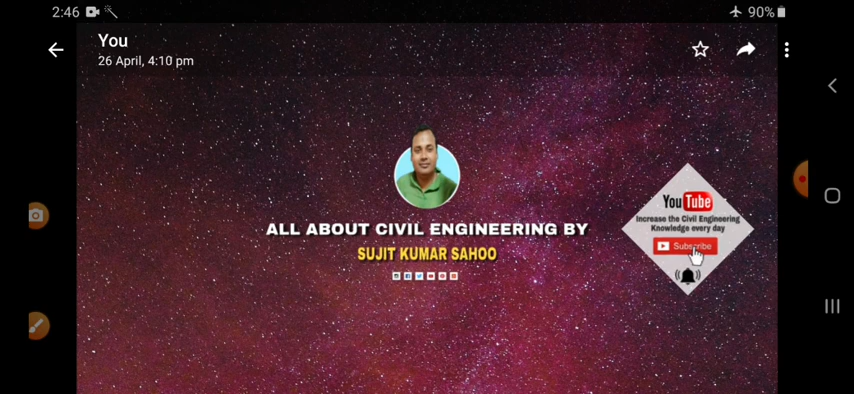 2:46
90%
You
26 April, 4:10 pm
ALL ABOUT CIVIL ENGINEERING BY
SUJIT KUMAR SAHOO
YouTube
Increase the Civil Engineering
Knowledge every day
Subscribe